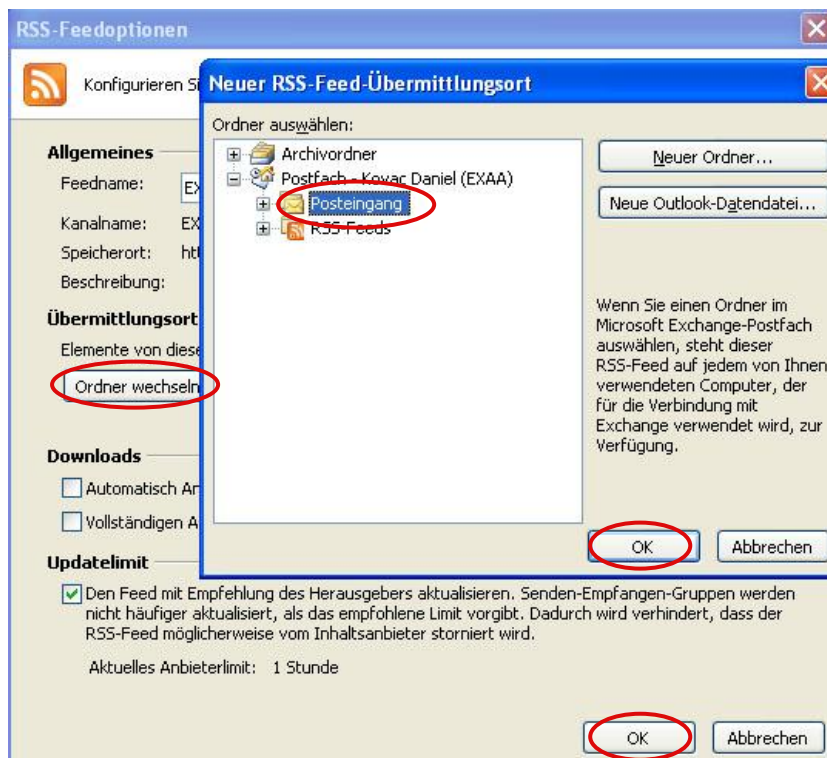 RSS-Feedoptionen
Konfigurieren
Neuer RSS-Feed-Übermittlungsort
Ordner auswählen:
Archivordner
Postfach - Kovac Daniel (EXAA)
Posteingang
RSS-Feeds
Neuer Ordner...
Neue Outlook-Datendatei...
Wenn Sie einen Ordner im
Microsoft Exchange-Postfach
auswählen, steht dieser
RSS-Feed auf jedem von Ihnen
verwendeten Computer, der
für die Verbindung mit
Exchange verwendet wird, zur
Verfügung.
OK
Abbrechen
Allgemeines
Feedname:
Kanalname:
Speicherort:
Beschreibung:
Übermittlungsort
Elemente von
Ordner wechseln
Downloads
Automatisch
Vollständigen
Updatelimit
Den Feed mit Empfehlung des Herausgebers aktualisieren. Senden-Empfangen-Gruppen werden
nicht häufiger aktualisiert, als das empfohlene Limit vorgibt. Dadurch wird verhindert, dass der
RSS-Feed möglicherweise vom Inhaltsanbieter storniert wird.
Aktuelles Anbieterlimit: 1 Stunde
OK
Abbrechen